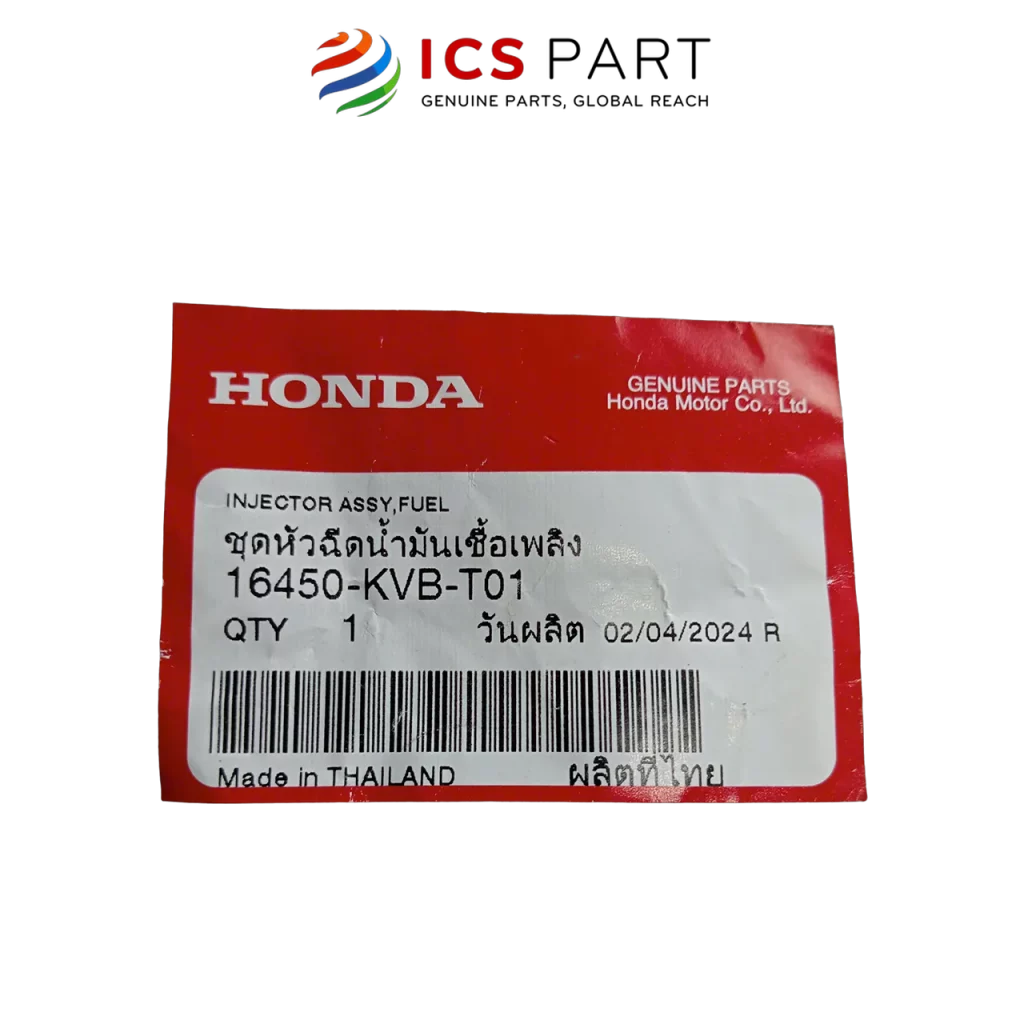 ICS PART
GENUINE PARTS, GLOBAL REACH
HONDA
GENUINE PARTS
Honda Motor Co., Ltd.
INJECTOR ASSY,FUEL
ชุดหัวฉีดน้ำมันเชื้อเพลิง
16450-KVB-T01
QTY 1 วันผลิต 02/04/2024 R
Made in THAILAND ผลิตที่ไทย